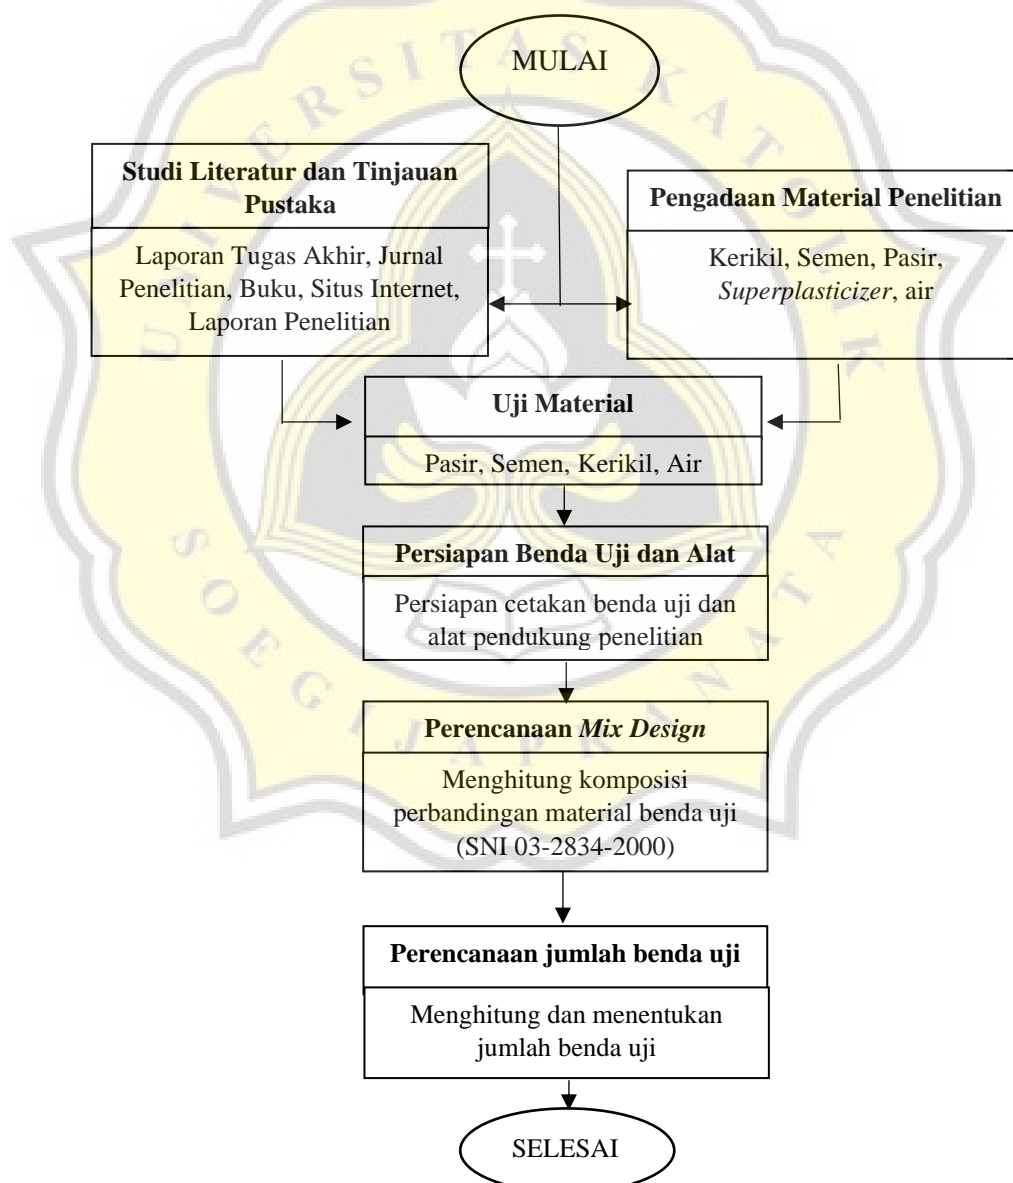 MULAI
Studi Literatur dan Tinjauan
Pustaka
Laporan Tugas Akhir, Jurnal
Penelitian, Buku, Situs Internet,
Laporan Penelitian
Pengadaan Material Penelitian
Kerikil, Semen, Pasir,
Superplasticizer, air
Uji Material
Pasir, Semen, Kerikil, Air
Persiapan Benda Uji dan Alat
Persiapan cetakan benda uji dan
alat pendukung penelitian
Perencanaan Mix Design
Menghitung komposisi
perbandingan material benda uji
(SNI 03-2834-2000)
Perencanaan jumlah benda uji
Menghitung dan menentukan
jumlah benda uji
SELESAI
UNIVERSITAS KATOLIK
SOEGIJAPRANATA